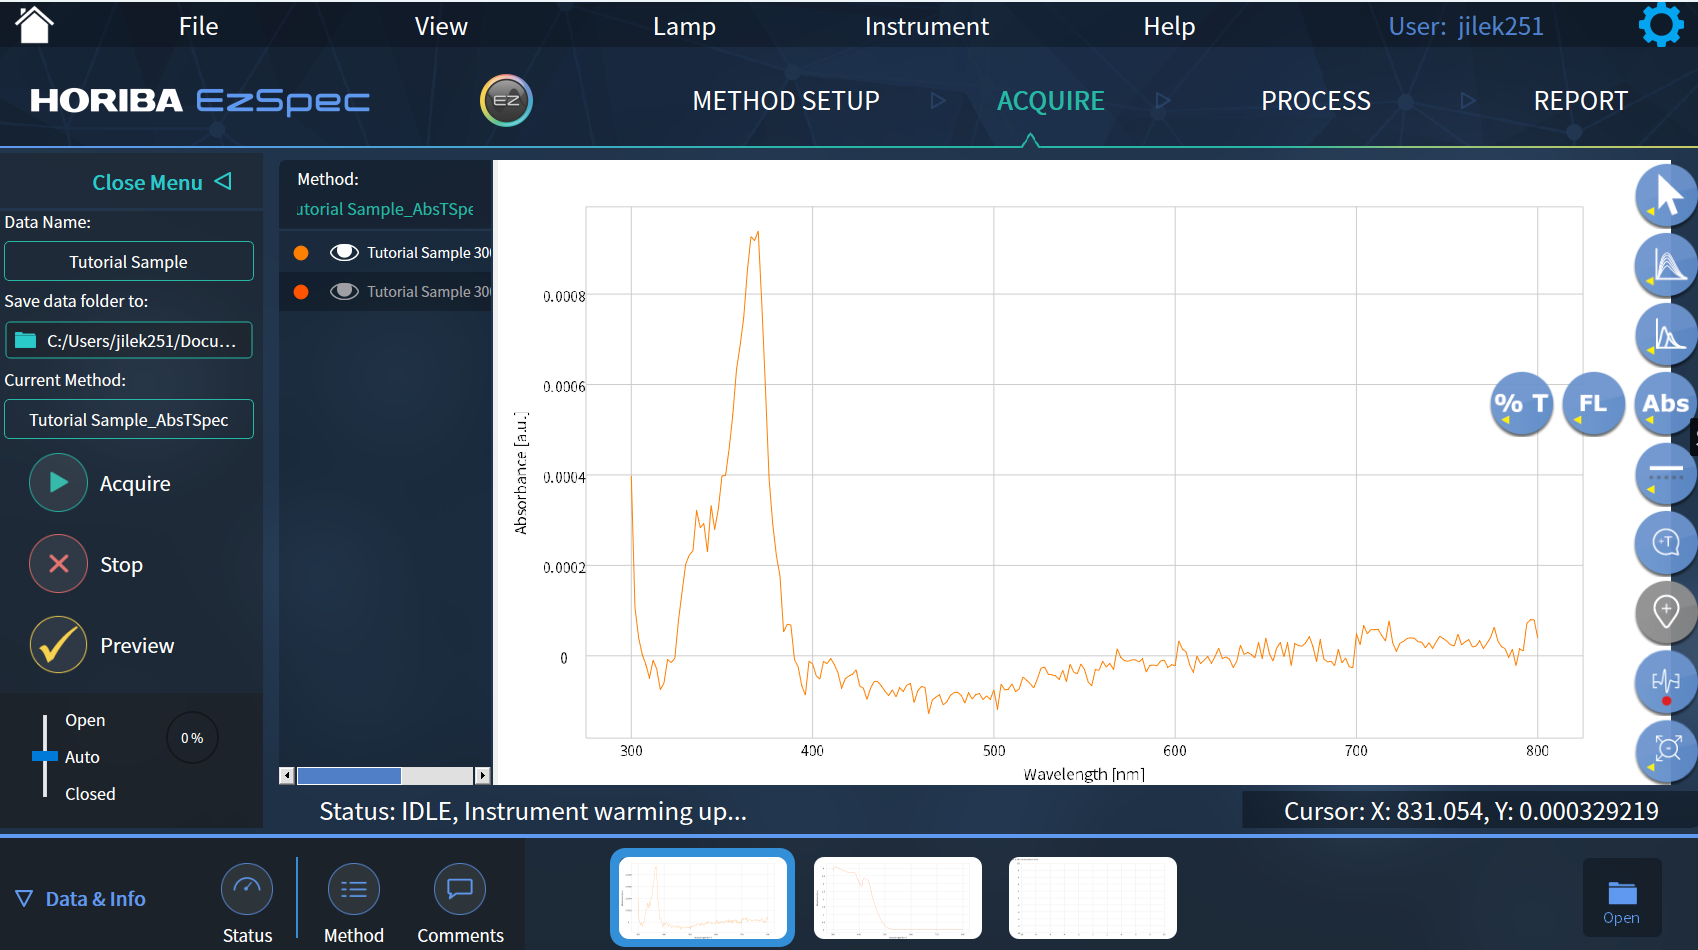 File View Lamp Instrument Help User: jilek251
HORIBA EzSpec EZ METHOD SETUP ACQUIRE PROCESS REPORT
Close Menu
Data Name:
Tutorial Sample
Save data folder to:
C:/Users/jilek251/Docu...
Current Method:
Tutorial Sample_AbsTSpec
Acquire
Stop
Preview
Open
Auto
Closed
0 %
Method:
utorial Sample_AbsTSpe
Tutorial Sample 300
Tutorial Sample 300
Absorbance [a.u.]
0.0008
0.0006
0.0004
0.0002
0
300 400 500 600 700 800
Wavelength [nm]
% T FL Abs
+T
Status: IDLE, Instrument warming up...
Cursor: X: 831.054, Y: 0.000329219
Data & Info
Status Method Comments
Open